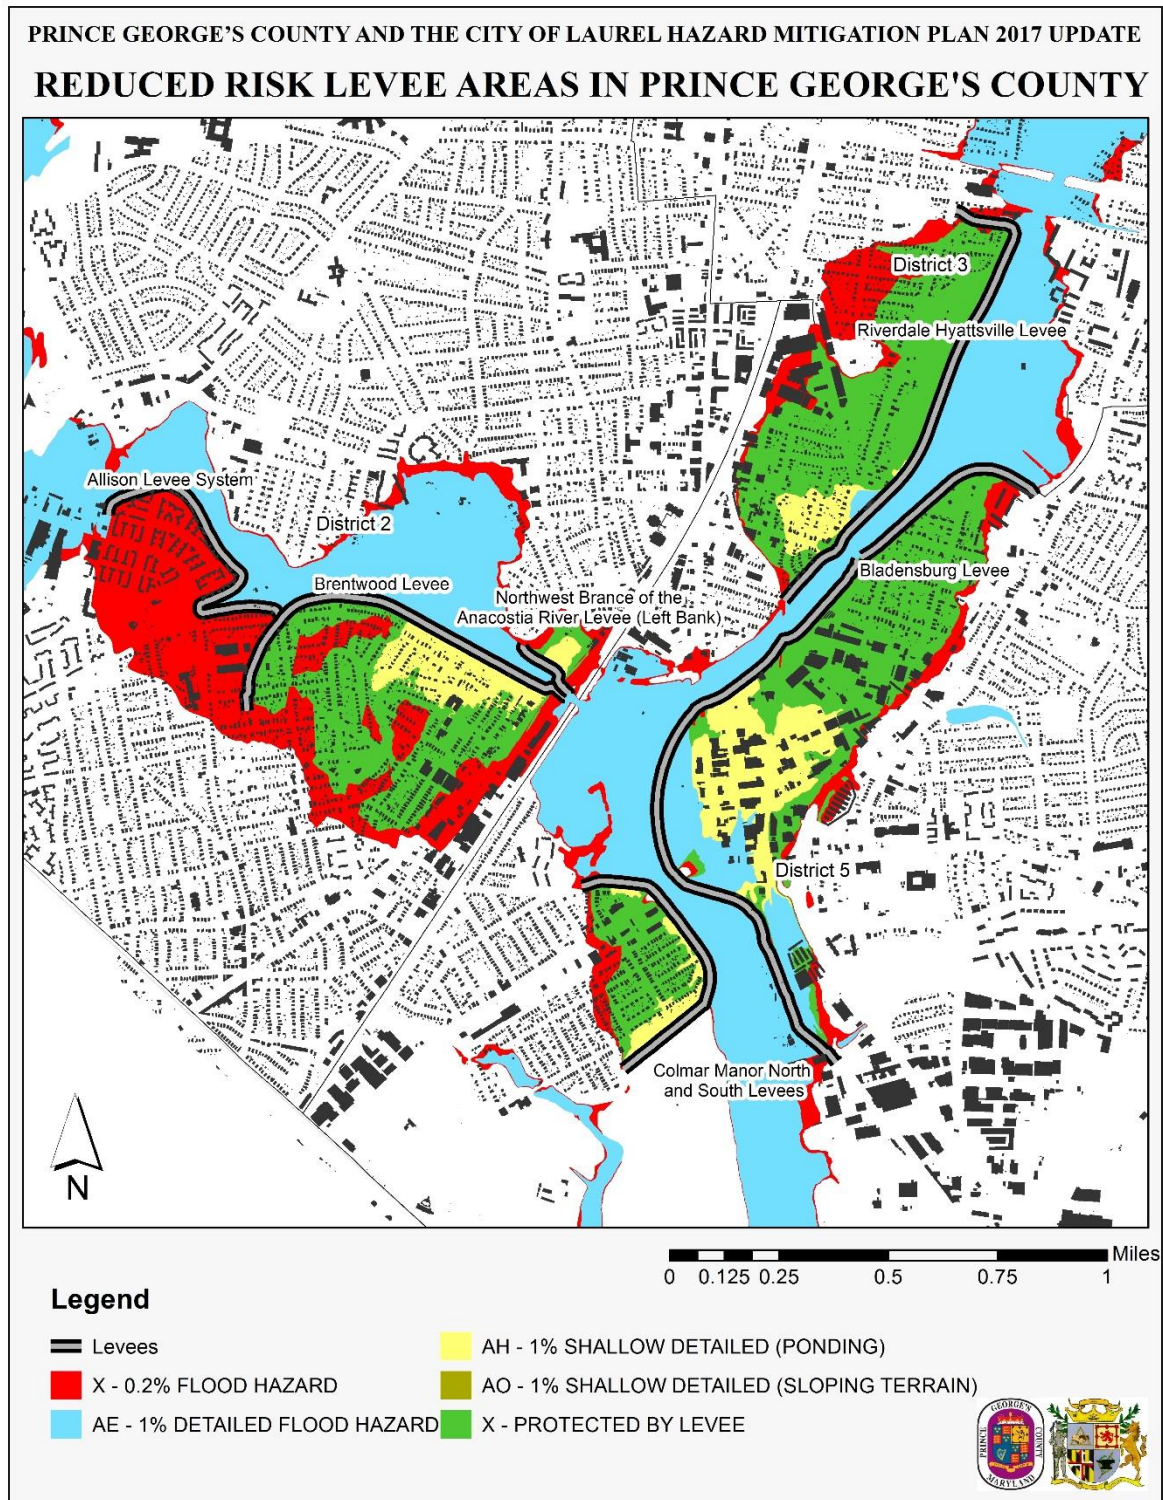 PRINCE GEORGE'S COUNTY AND THE CITY OF LAUREL HAZARD MITIGATION PLAN 2017 UPDATE
REDUCED RISK LEVEE AREAS IN PRINCE GEORGE'S COUNTY
District 3
Riverdale Hyattsville Levee
Allison Levee System
District 2
Brentwood Levee
Bladensburg Levee
Northwest Brance of the
Anacostia River Levee (Left Bank)
District 5
Colmar Manor North
and South Levees
N
Miles
0 0.125 0.25 0.5 0.75 1
Legend
Levees
X - 0.2% FLOOD HAZARD
AE - 1% DETAILED FLOOD HAZARD
AH - 1% SHALLOW DETAILED (PONDING)
AO - 1% SHALLOW DETAILED (SLOPING TERRAIN)
X - PROTECTED BY LEVEE
PRINCE
GEORGE'S
COUNTY
MARYLAND